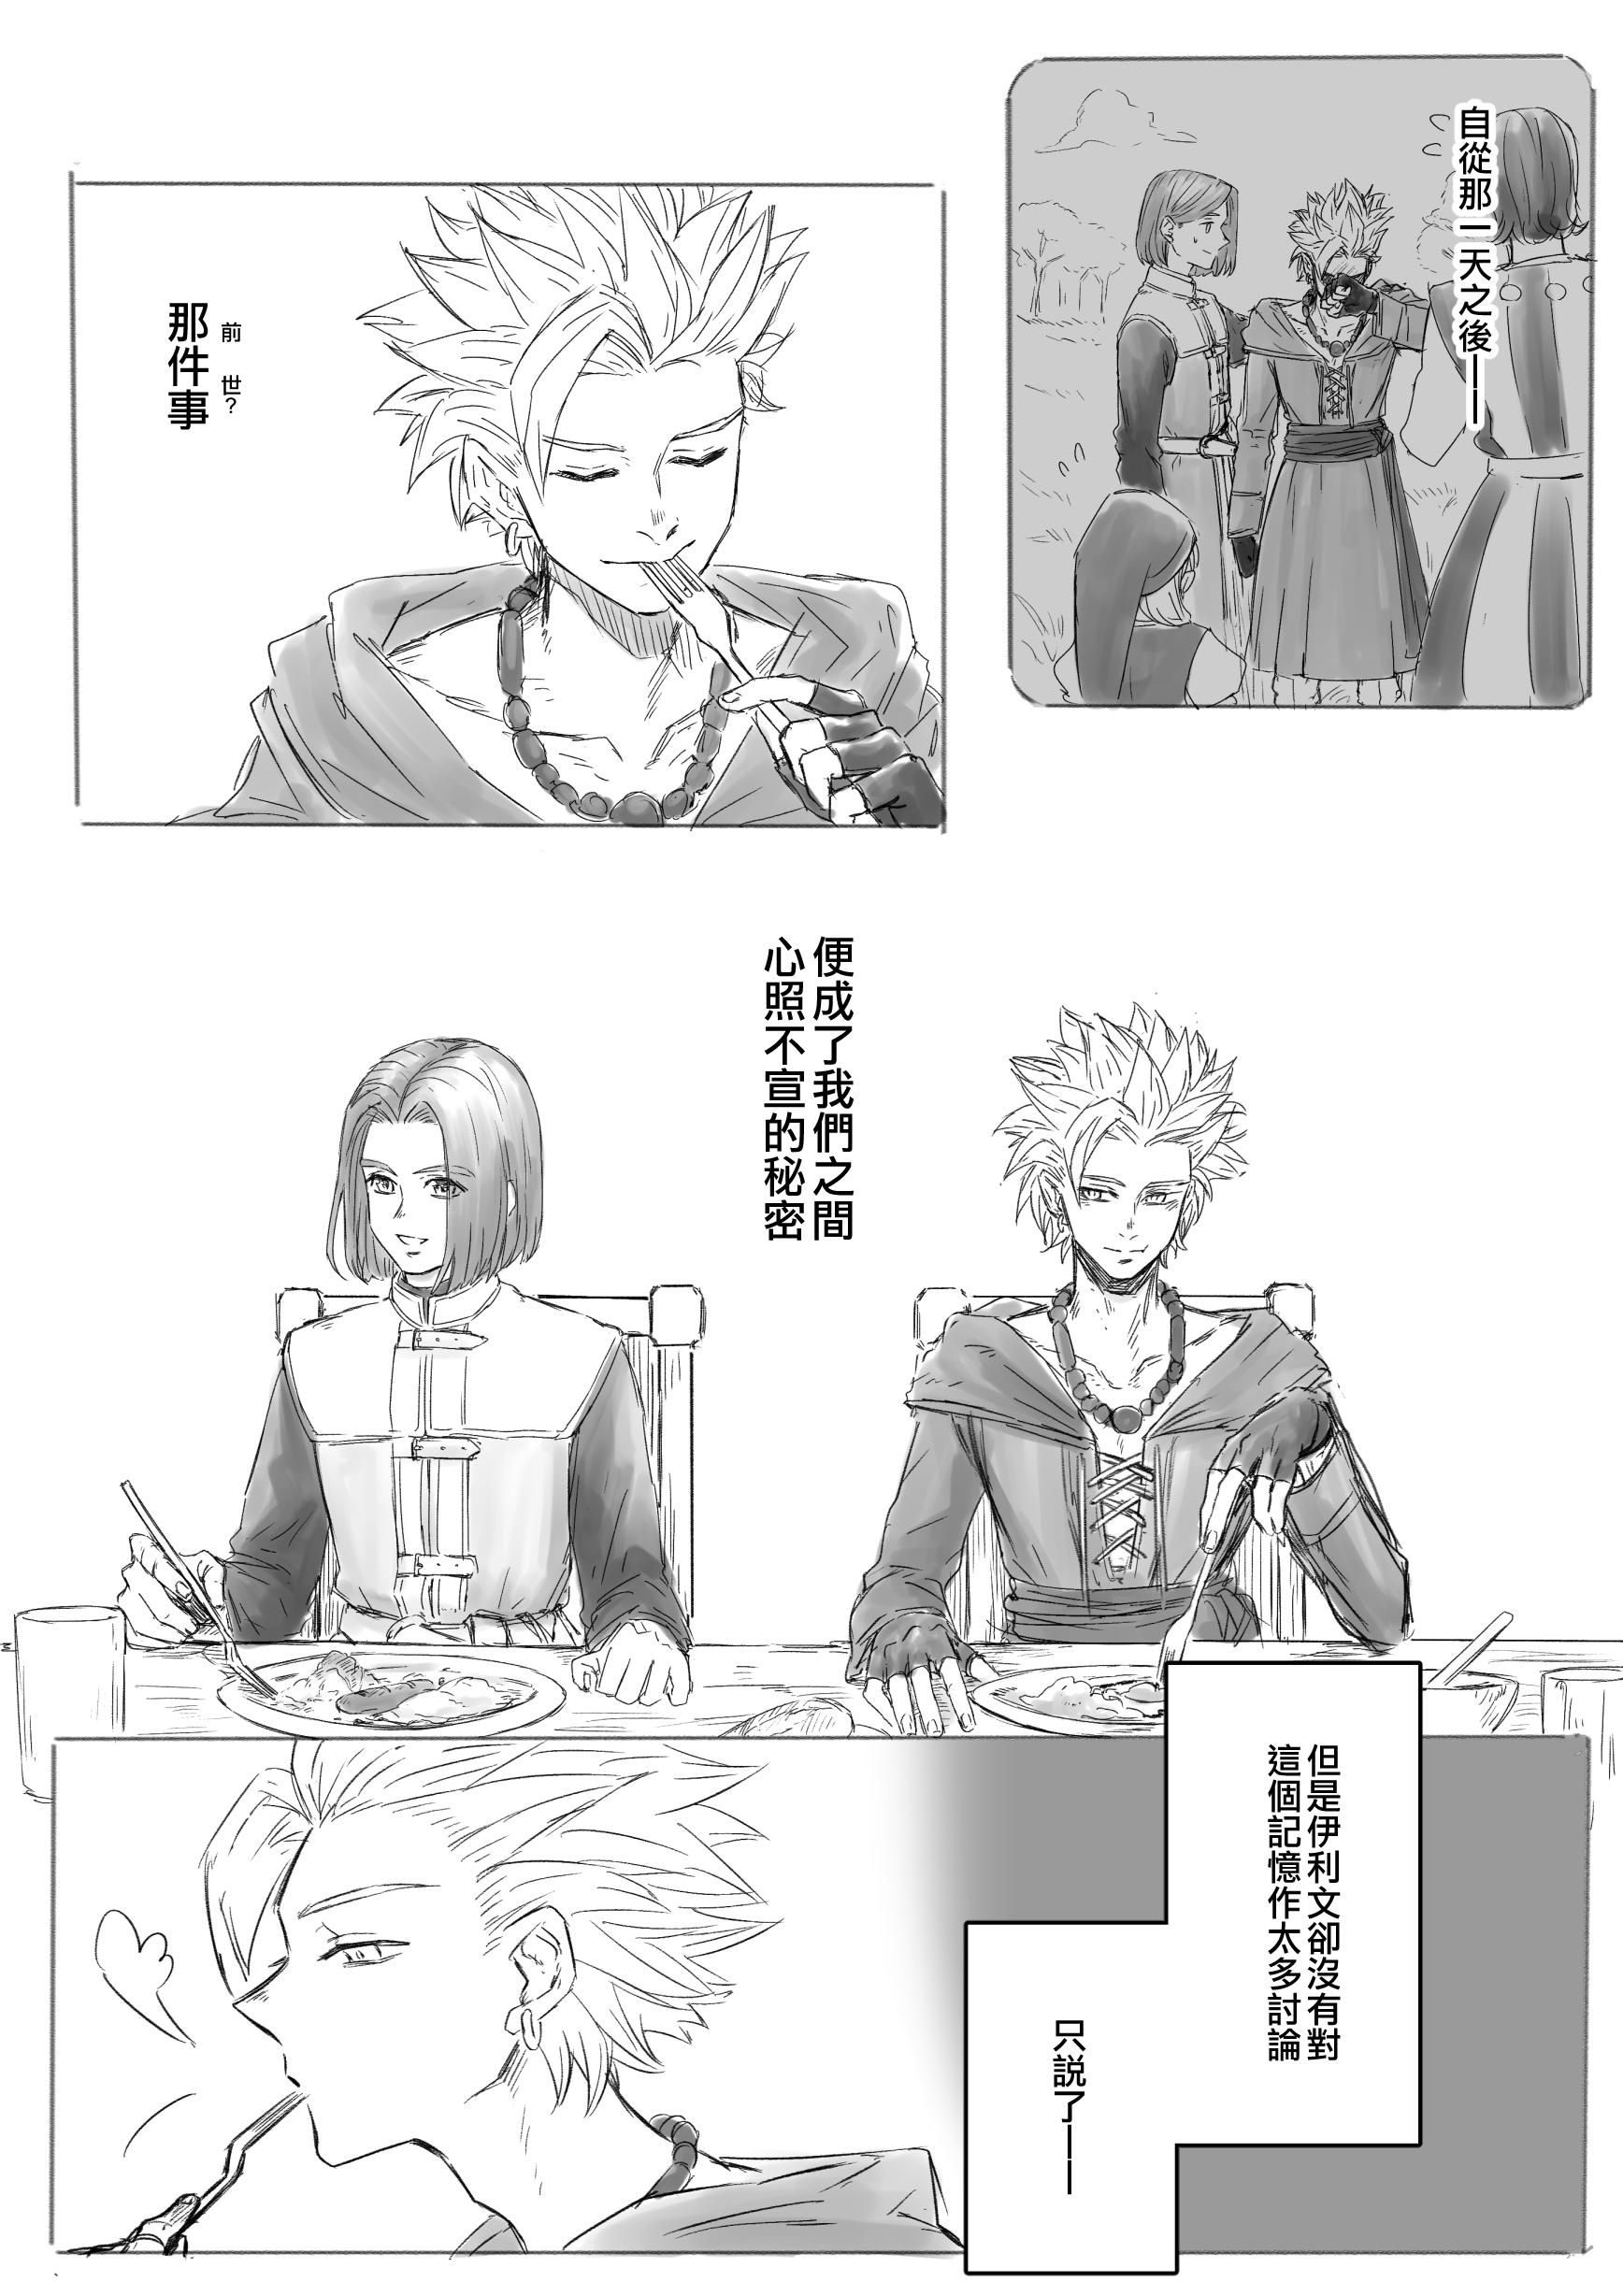 自從那一天之後——
前世?
那件事
便成了我們之間
心照不宣的秘密
但是伊利文卻沒有對
這個記憶作太多討論
只説了——